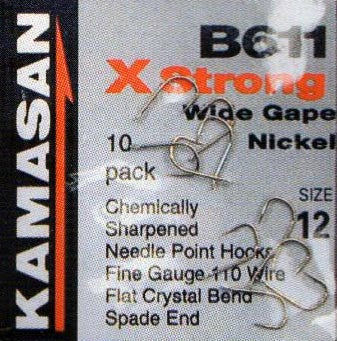 KAMASAN
B611
X Strong
Wide Gape
Nickel
10
pack
SIZE
12
Chemically
Sharpened
Needle Point Hooks
Fine Gauge 110 Wire
Flat Crystal Bend
Spade End